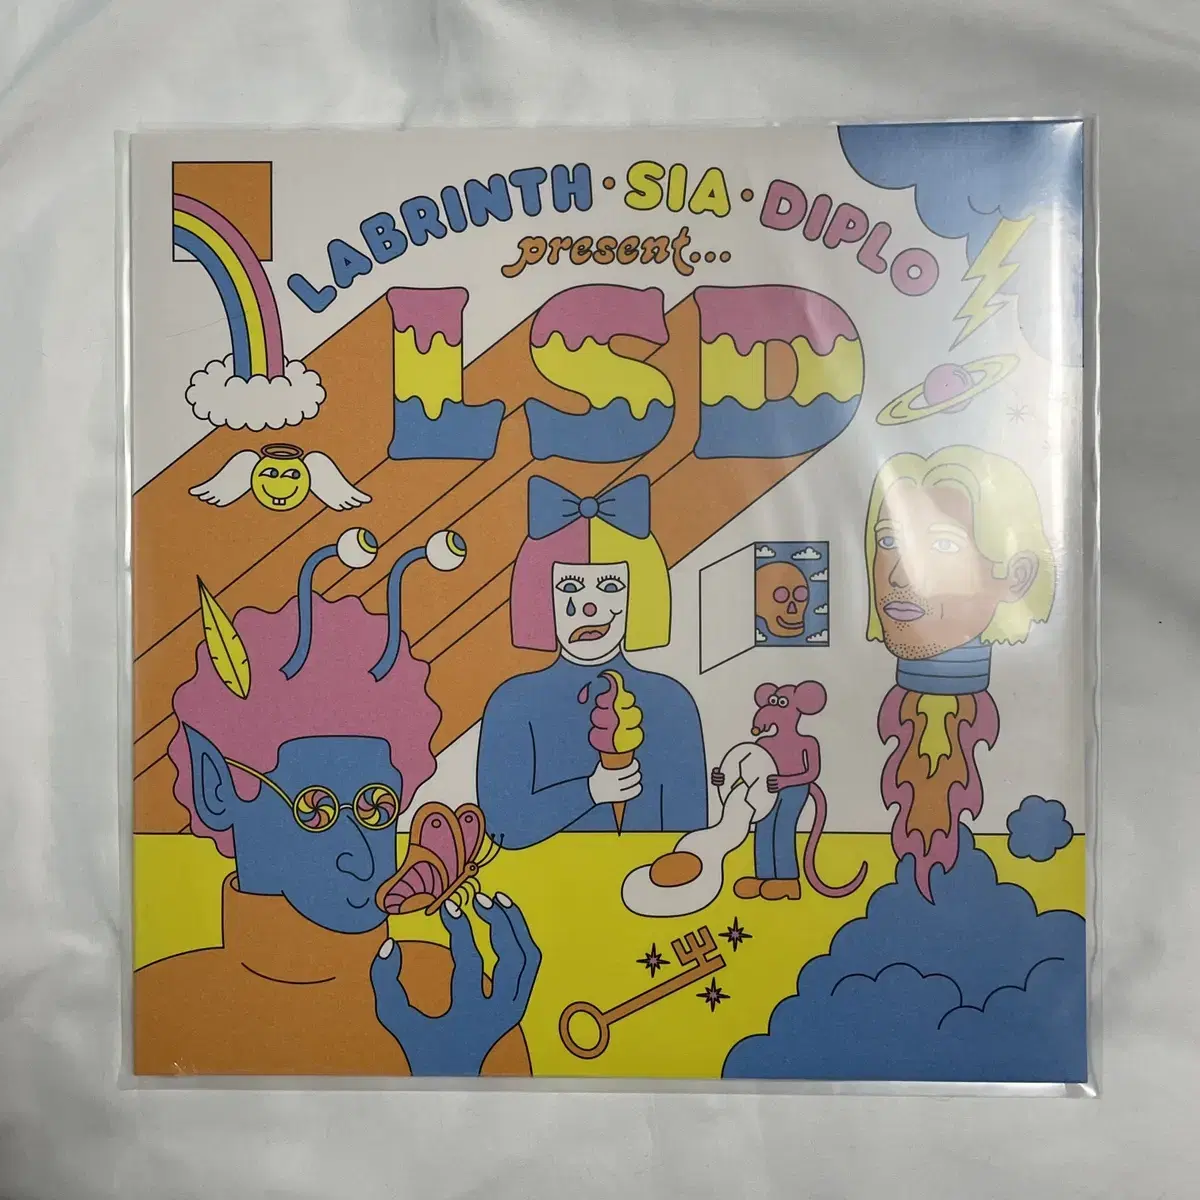 LABRINTH · SIA · DIPLO
present...
LSD